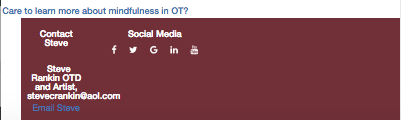 Care to learn more about mindfulness in OT?
Contact
Steve
Social Media
Steve
Rankin OTD
and Artist,
stevecrankin@aol.com
Email Steve